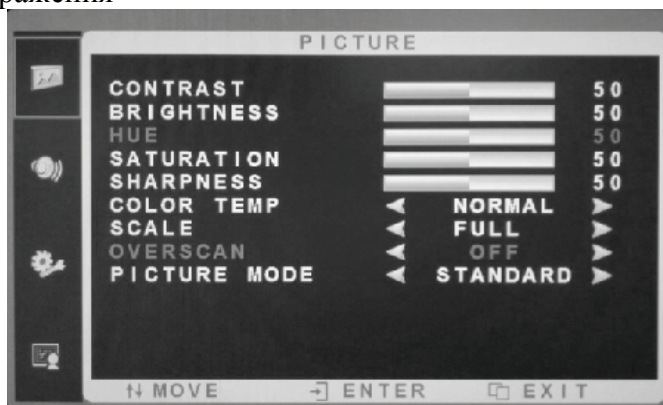 ражения
PICTURE
CONTRAST 50
BRIGHTNESS 50
HUE 50
SATURATION 50
SHARPNESS 50
COLOR TEMP NORMAL
SCALE FULL
OVERSCAN OFF
PICTURE MODE STANDARD
MOVE ENTER EXIT